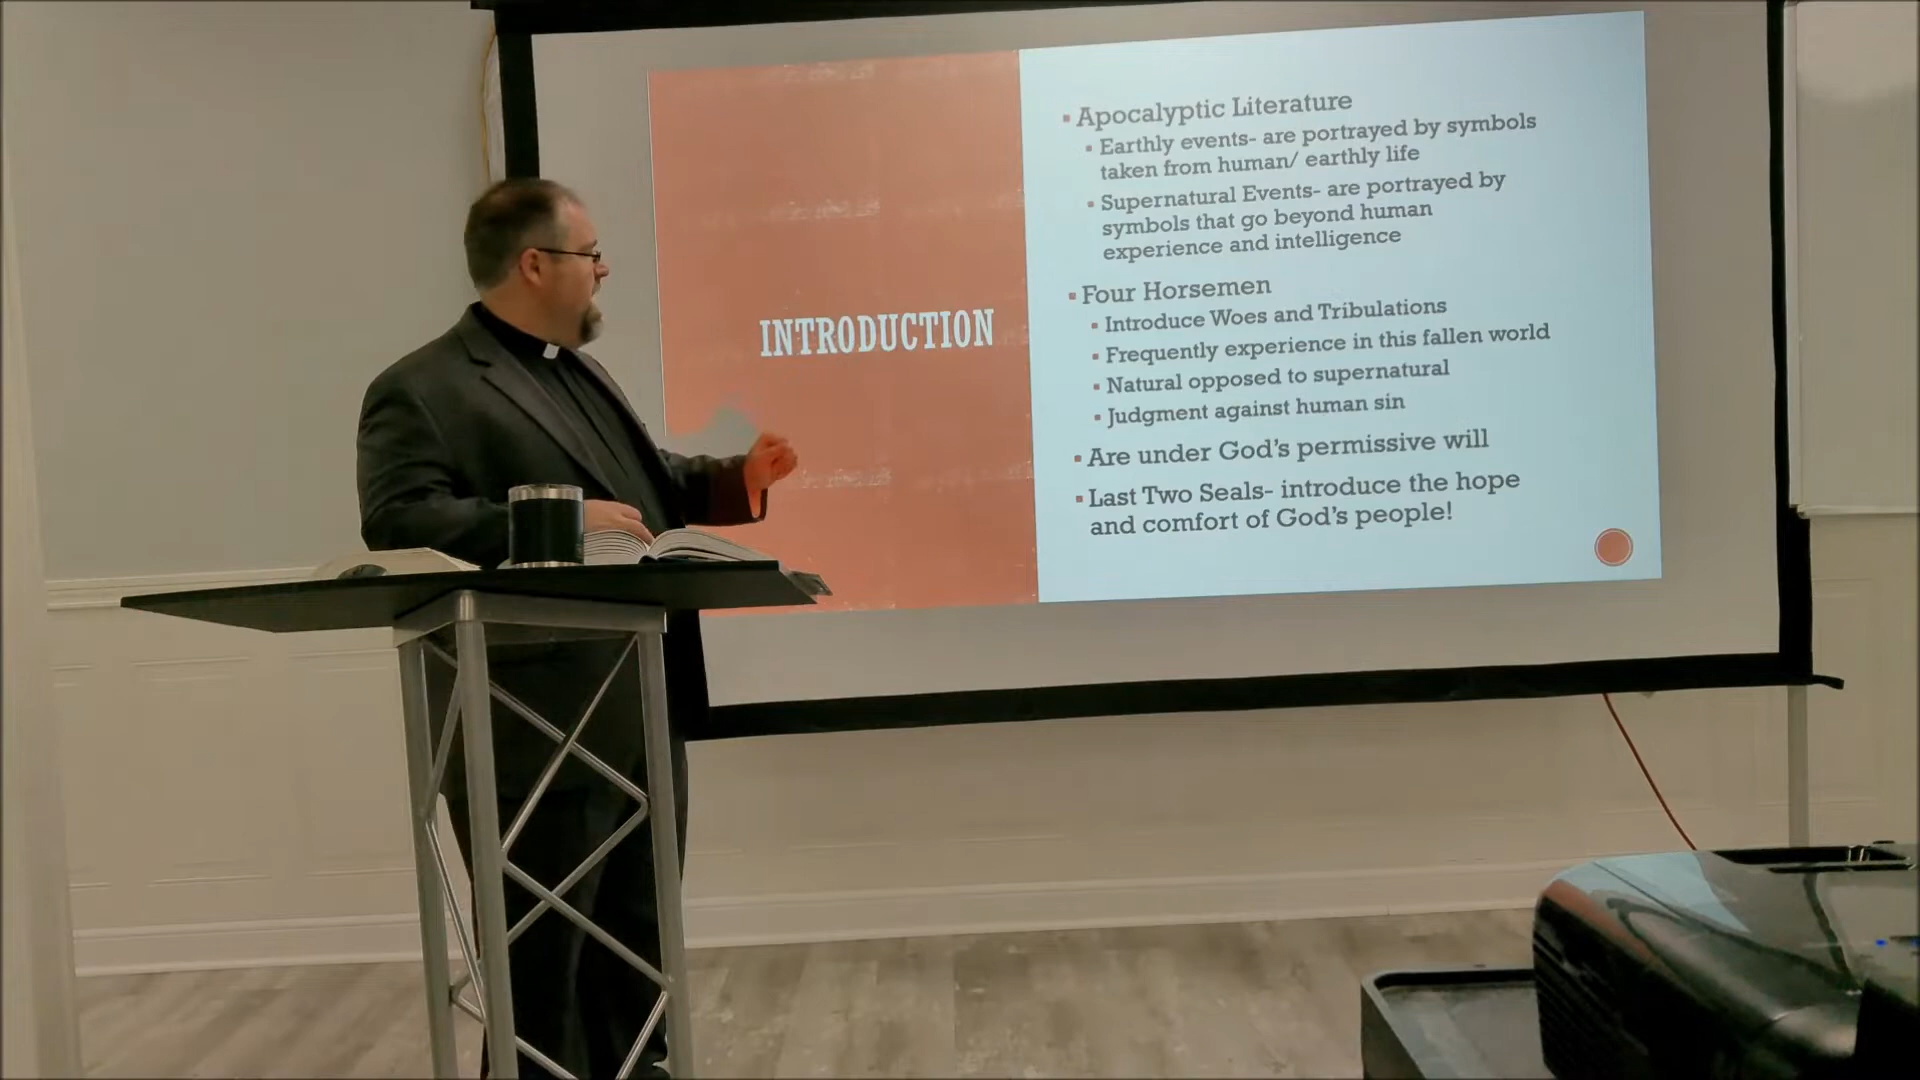 INTRODUCTION
Apocalyptic Literature
Earthly events- are portrayed by symbols
taken from human/ earthly life
Supernatural Events- are portrayed by
symbols that go beyond human
experience and intelligence
Four Horsemen
Introduce Woes and Tribulations
Frequently experience in this fallen world
Natural opposed to supernatural
Judgment against human sin
Are under God's permissive will
Last Two Seals- introduce the hope
and comfort of God's people!